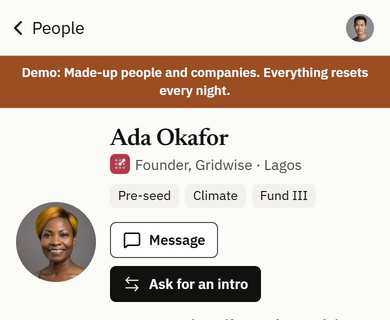 People
Demo: Made-up people and companies. Everything resets
every night.
Ada Okafor
Founder, Gridwise · Lagos
Pre-seed
Climate
Fund III
Message
Ask for an intro